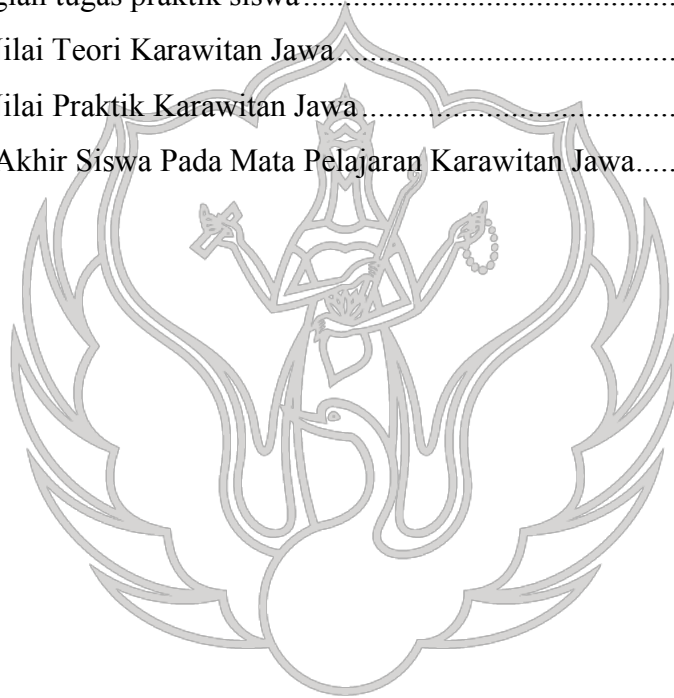 gian tugas praktik siswa..............................................................
Nilai Teori Karawitan Jawa........................................................
Nilai Praktik Karawitan Jawa.....................................................
Akhir Siswa Pada Mata Pelajaran Karawitan Jawa.....